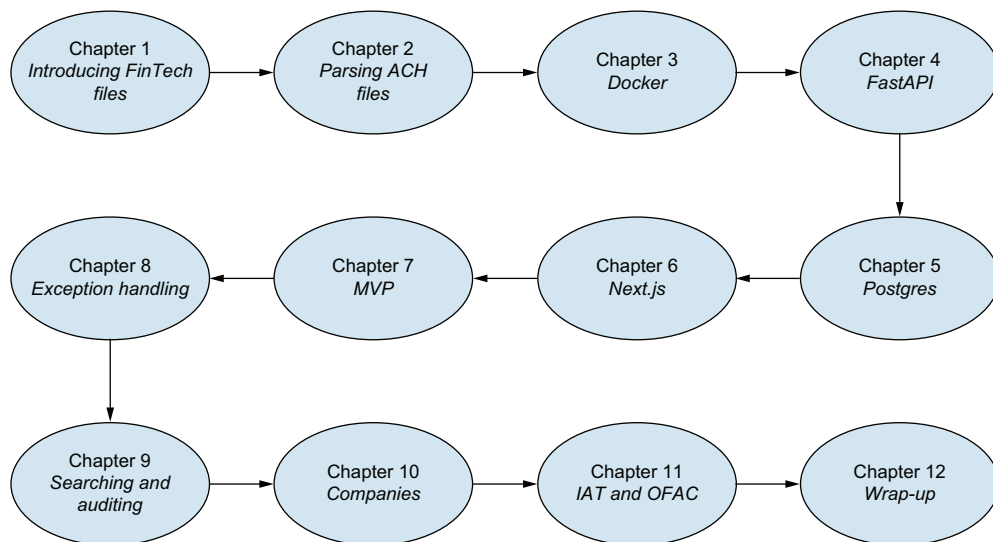 Chapter 1
Introducing FinTech
files
Chapter 2
Parsing ACH
files
Chapter 3
Docker
Chapter 4
FastAPI
Chapter 5
Postgres
Chapter 6
Next.js
Chapter 7
MVP
Chapter 8
Exception handling
Chapter 9
Searching and
auditing
Chapter 10
Companies
Chapter 11
IAT and OFAC
Chapter 12
Wrap-up